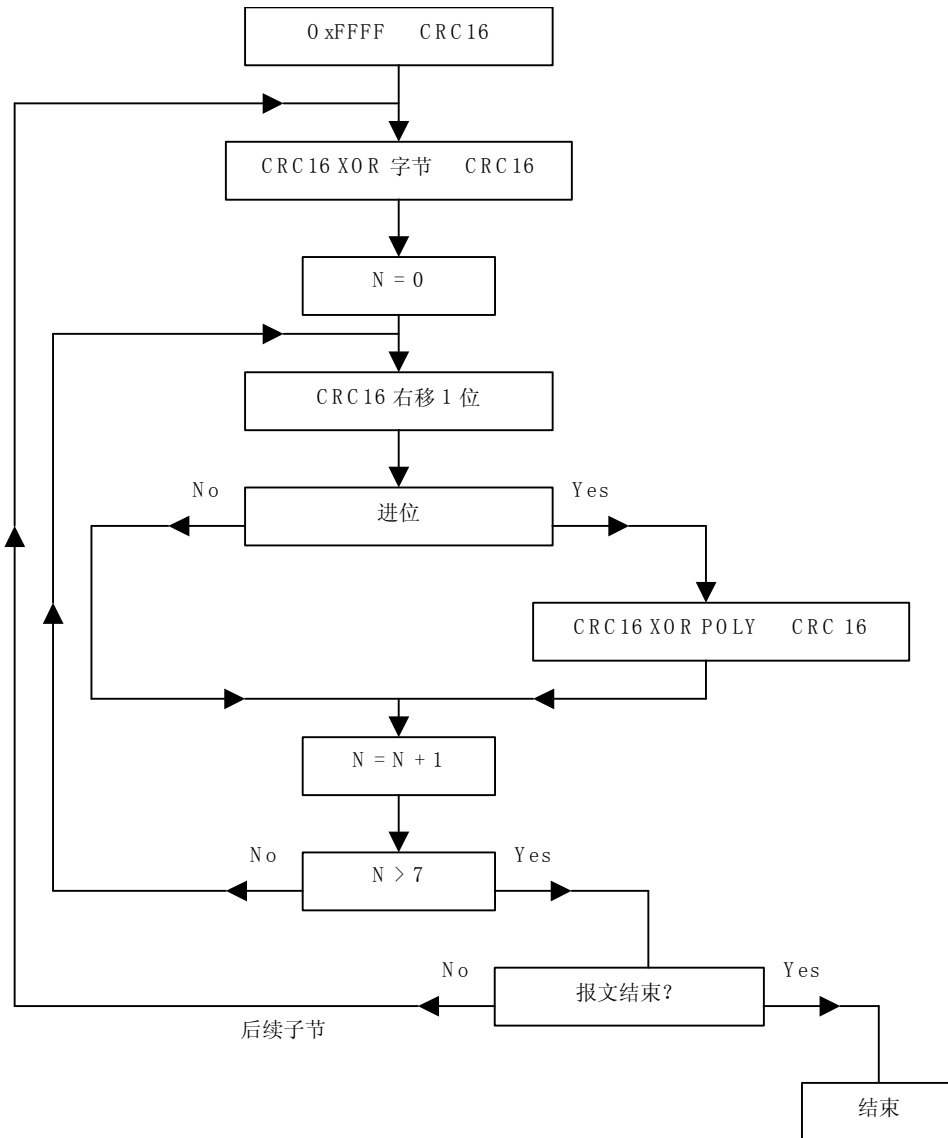 0xFFFF CRC16
CRC16 XOR 字节 CRC16
N = 0
CRC16 右移 1 位
No
Yes
进位
CRC16 XOR POLY CRC 16
N = N + 1
No
Yes
N > 7
No
Yes
报文结束?
后续子节
结束